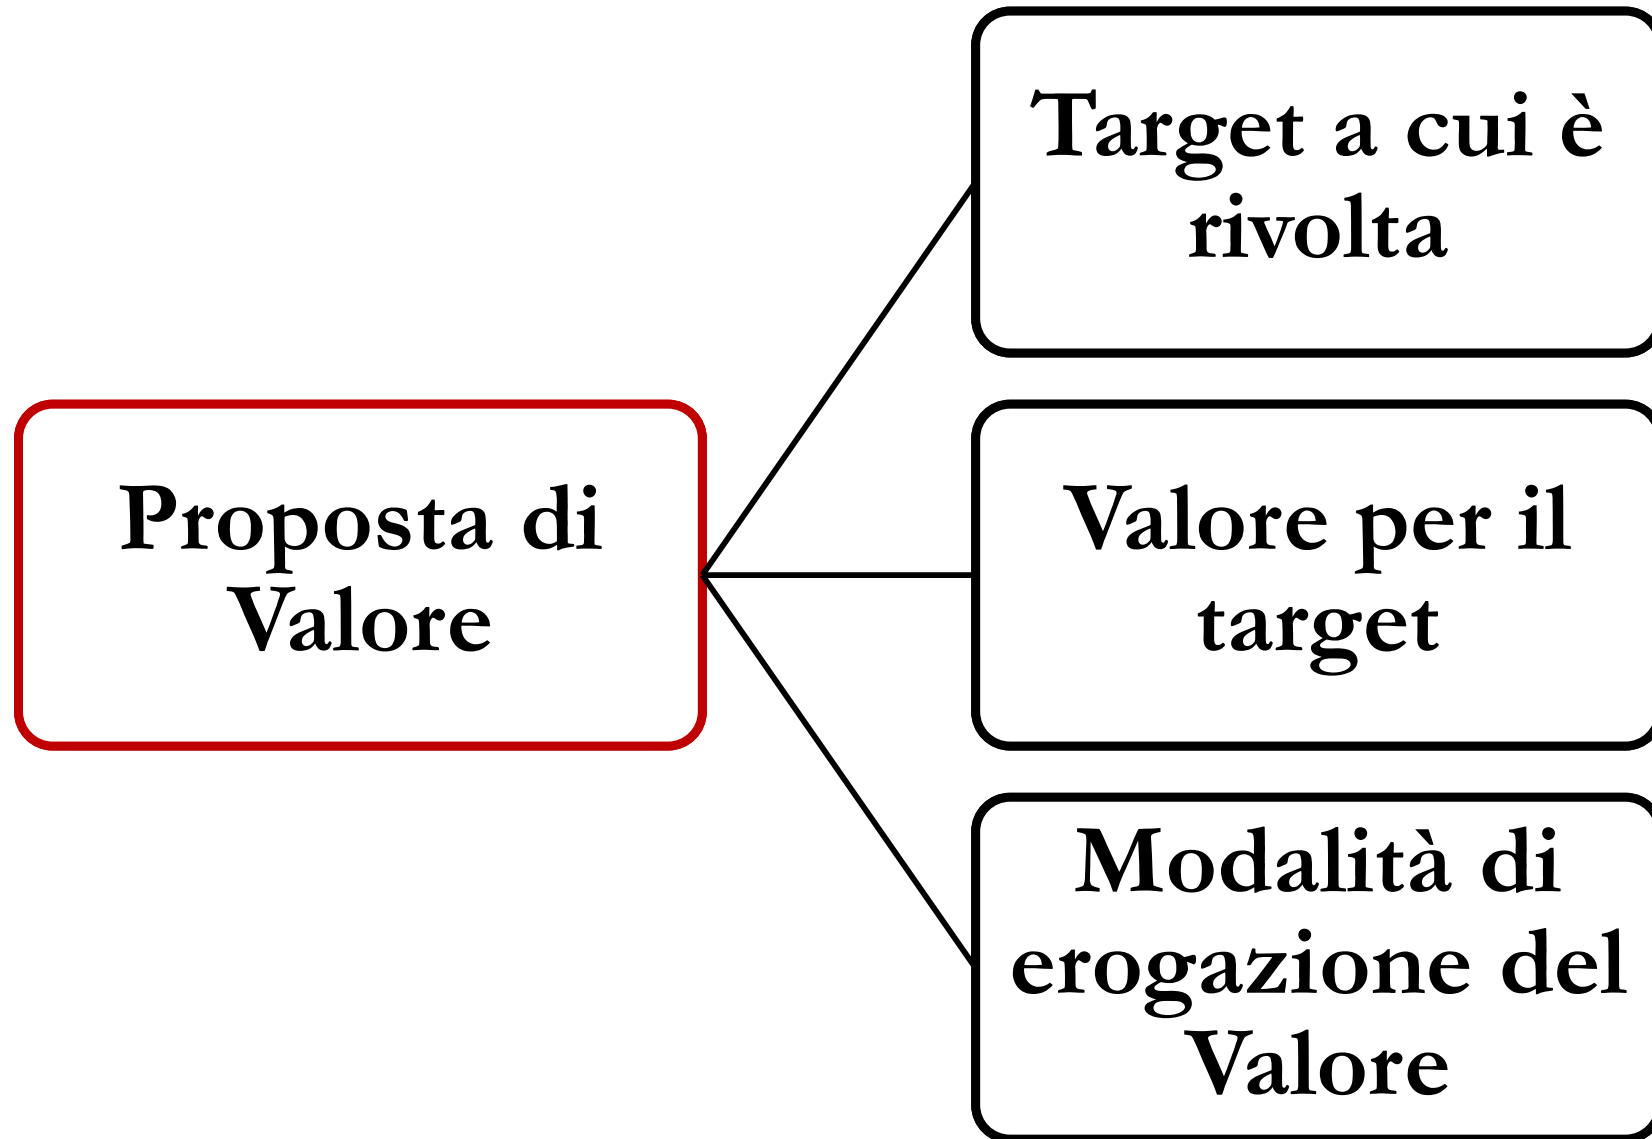 Proposta di
Valore
Target a cui è
rivolta
Valore per il
target
Modalità di
erogazione del
Valore